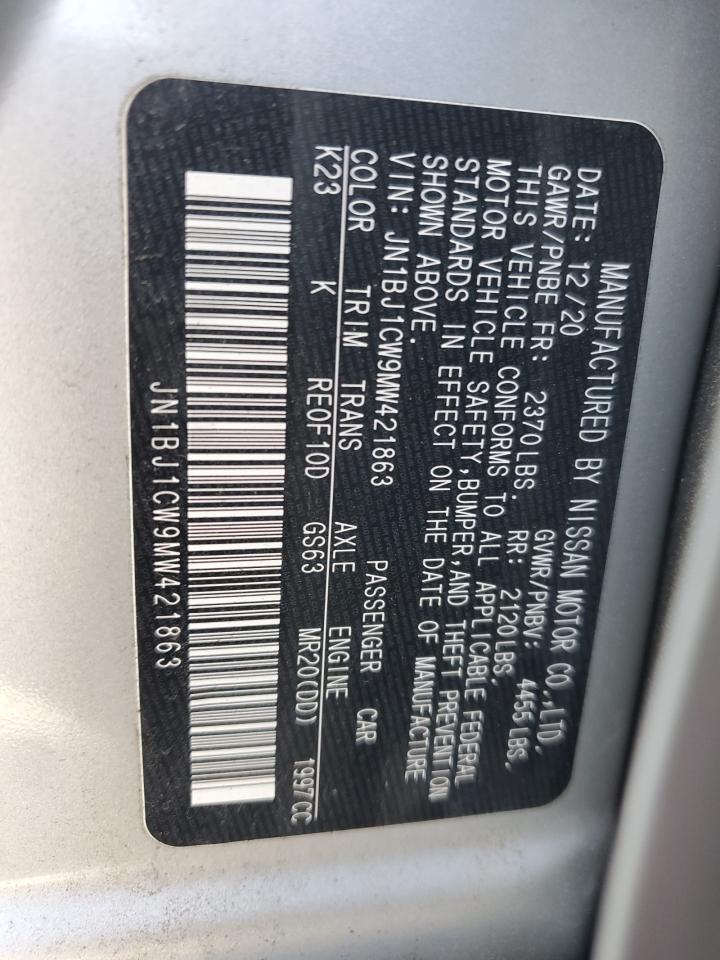 MANUFACTURED BY NISSAN MOTOR CO.,LTD.
DATE: 12/20 GVWR/PNBV: 4455 LBS,
GAWR/PNBE FR: 2370LBS. RR: 2120LBS,
THIS VEHICLE CONFORMS TO ALL APPLICABLE FEDERAL
MOTOR VEHICLE SAFETY,BUMPER,AND THEFT PREVENTION
STANDARDS IN EFFECT ON THE DATE OF MANUFACTURE
SHOWN ABOVE.
VIN: JN1BJ1CW9MW421863 PASSENGER CAR
COLOR TRIM TRANS AXLE ENGINE
K23 K RE0F10D GS63 MR20(DD) 1997CC
JN1BJ1CW9MW421863